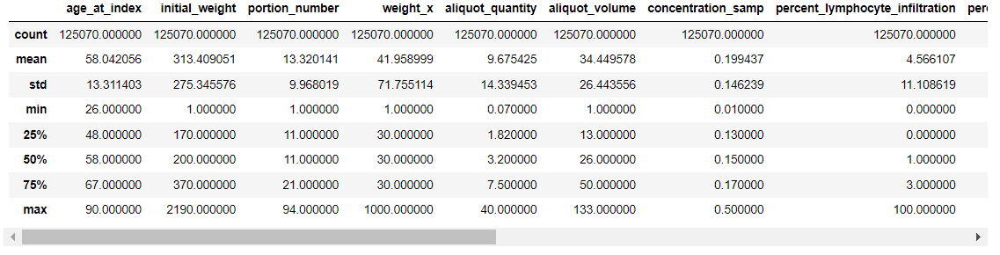 age_at_index initial_weight portion_number weight_x aliquot_quantity aliquot_volume concentration_samp percent_lymphocyte_infiltration perc
count 125070.000000 125070.000000 125070.000000 125070.000000 125070.000000 125070.000000 125070.000000 125070.000000
mean 58.042056 313.409051 13.320141 41.958999 9.675425 34.449578 0.199437 4.566107
std 13.311403 275.345576 9.968019 71.755114 14.339453 26.443556 0.146239 11.108619
min 26.000000 1.000000 1.000000 1.000000 0.070000 1.000000 0.010000 0.000000
25% 48.000000 170.000000 11.000000 30.000000 1.820000 13.000000 0.130000 0.000000
50% 58.000000 200.000000 11.000000 30.000000 3.200000 26.000000 0.150000 1.000000
75% 67.000000 370.000000 21.000000 30.000000 7.500000 50.000000 0.170000 3.000000
max 90.000000 2190.000000 94.000000 1000.000000 40.000000 133.000000 0.500000 100.000000